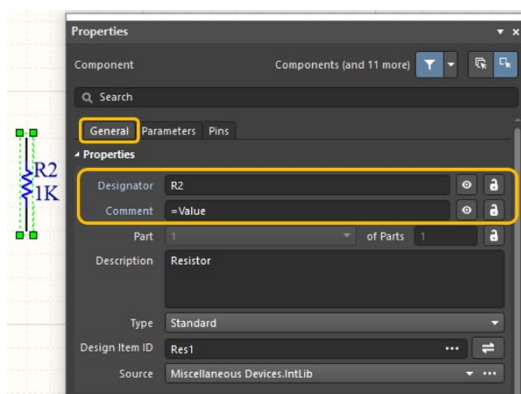 Properties
Component Components (and 11 more)
Search
General Parameters Pins
Properties
Designator R2
Comment =Value
Part 1 of Parts 1
Description Resistor
Type Standard
Design Item ID Res1
Source Miscellaneous Devices.IntLib
R2
1K